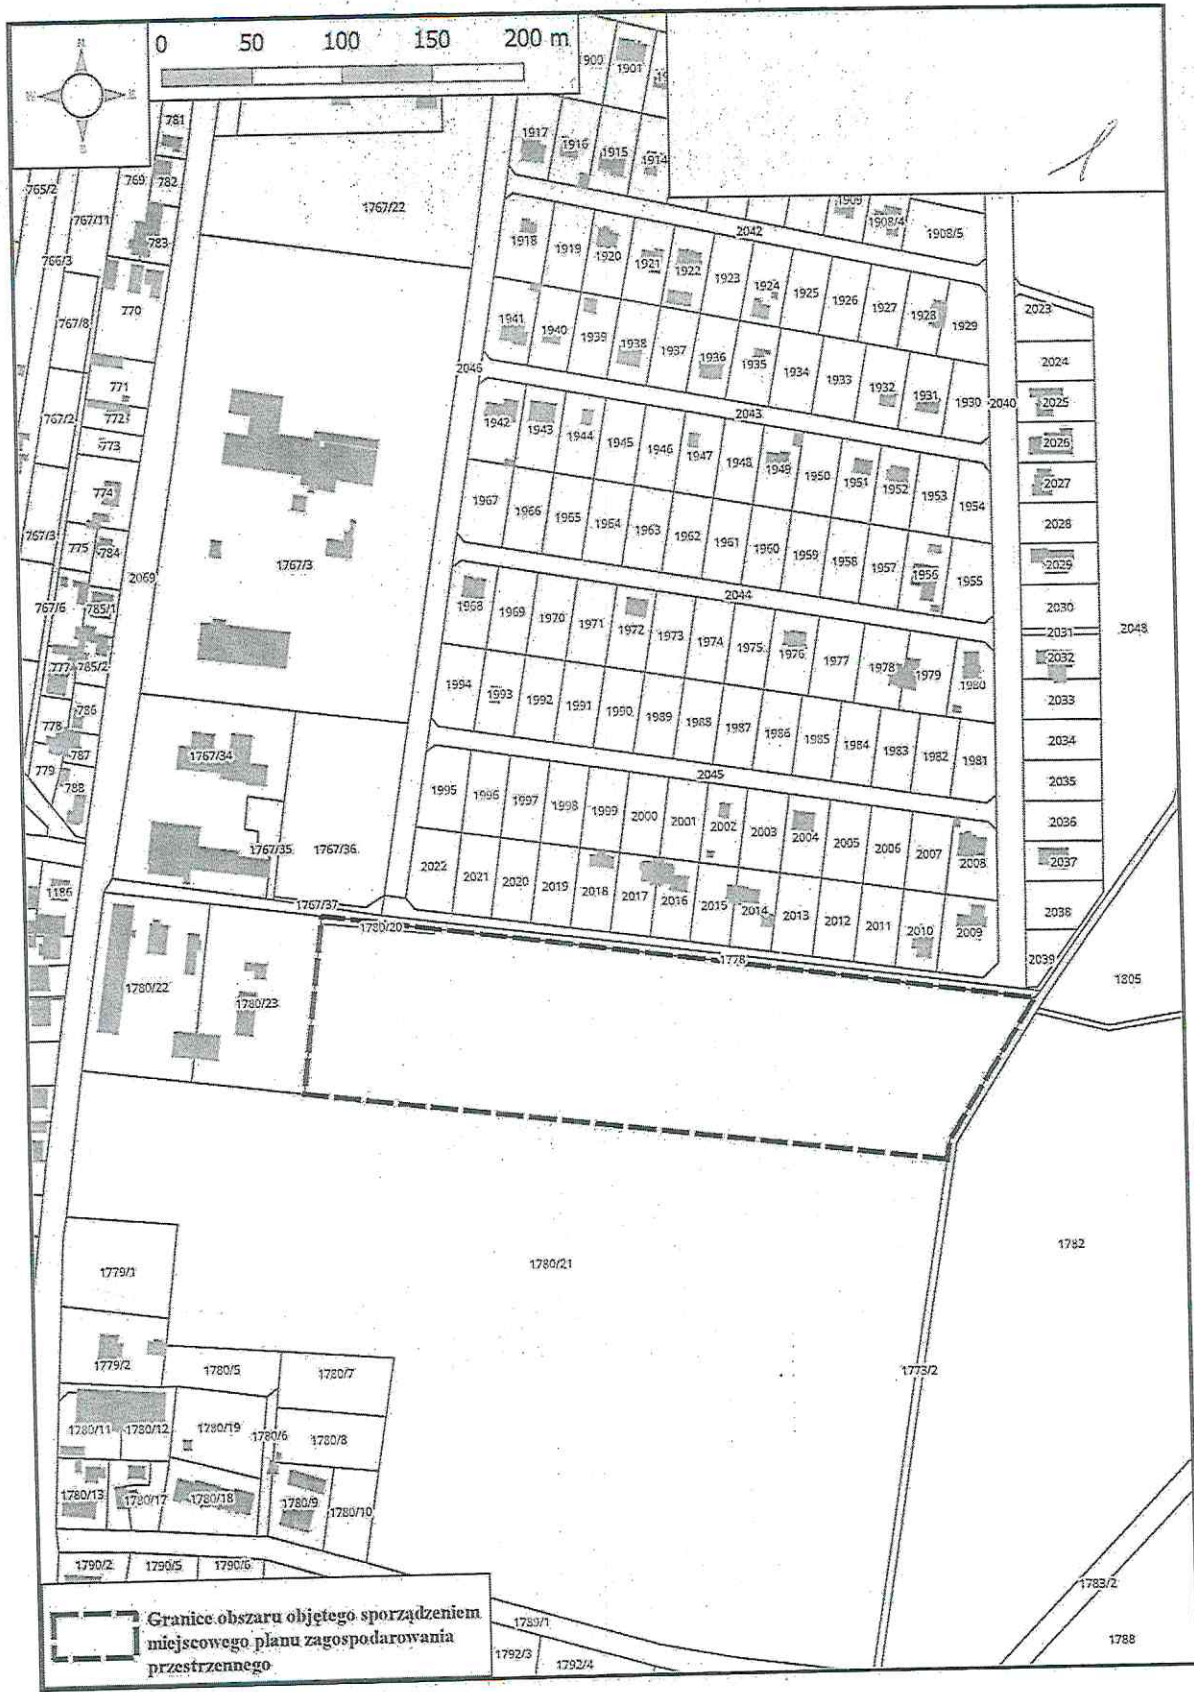 0 50 100 150 200 m
1900 1901
781 1917 1916 1915 1914
765/2 769 782
767/11 1767/22 1909 1908/4 1908/5
783 2042
766/3 1918 1919 1920 1921 1922 1923 1924 1925 1926 1927 1928 1929
767/8 770 2023
1941 1940 1939 1938 1937 1936 1935 1934 1933 1932 1931 1930
2024
771 2046 2040 2025
767/2 772 2043
773 1942 1943 1944 1945 1946 1947 1948 1949 1950 1951 1952 1953 1954
2026
774 2027
1967 1966 1965 1964 1963 1962 1961 1960 1959 1958 1957 1956 1955
767/3 775 784 2028
2069 1767/3 2029
2044
767/6 785/1 1968 1969 1970 1971 1972 1973 1974 1975 1976 1977 1978 1979 1980
2030
2031 2048
2032
777 785/2
1994 1993 1992 1991 1990 1989 1988 1987 1986 1985 1984 1983 1982 1981
2033
778 786
787 1767/34 2034
779 788 2045 2035
1995 1996 1997 1998 1999 2000 2001 2002 2003 2004 2005 2006 2007 2008
2036
1767/35 1767/36 2037
2022 2021 2020 2019 2018 2017 2016 2015 2014 2013 2012 2011 2010 2009
1186 1767/37 2038
1780/20 1778 2039
1780/22 1780/23 1805
1782
1779/1 1780/21
1779/2 1780/5 1780/7 1773/2
1780/11 1780/12 1780/19 1780/6 1780/8
1780/13 1780/17 1780/18 1780/9 1780/10
1790/2 1790/5 1790/6 1783/2
Granice obszaru objętego sporządzeniem
miejscowego planu zagospodarowania
przestrzennego
1789/1
1792/3 1792/4 1788